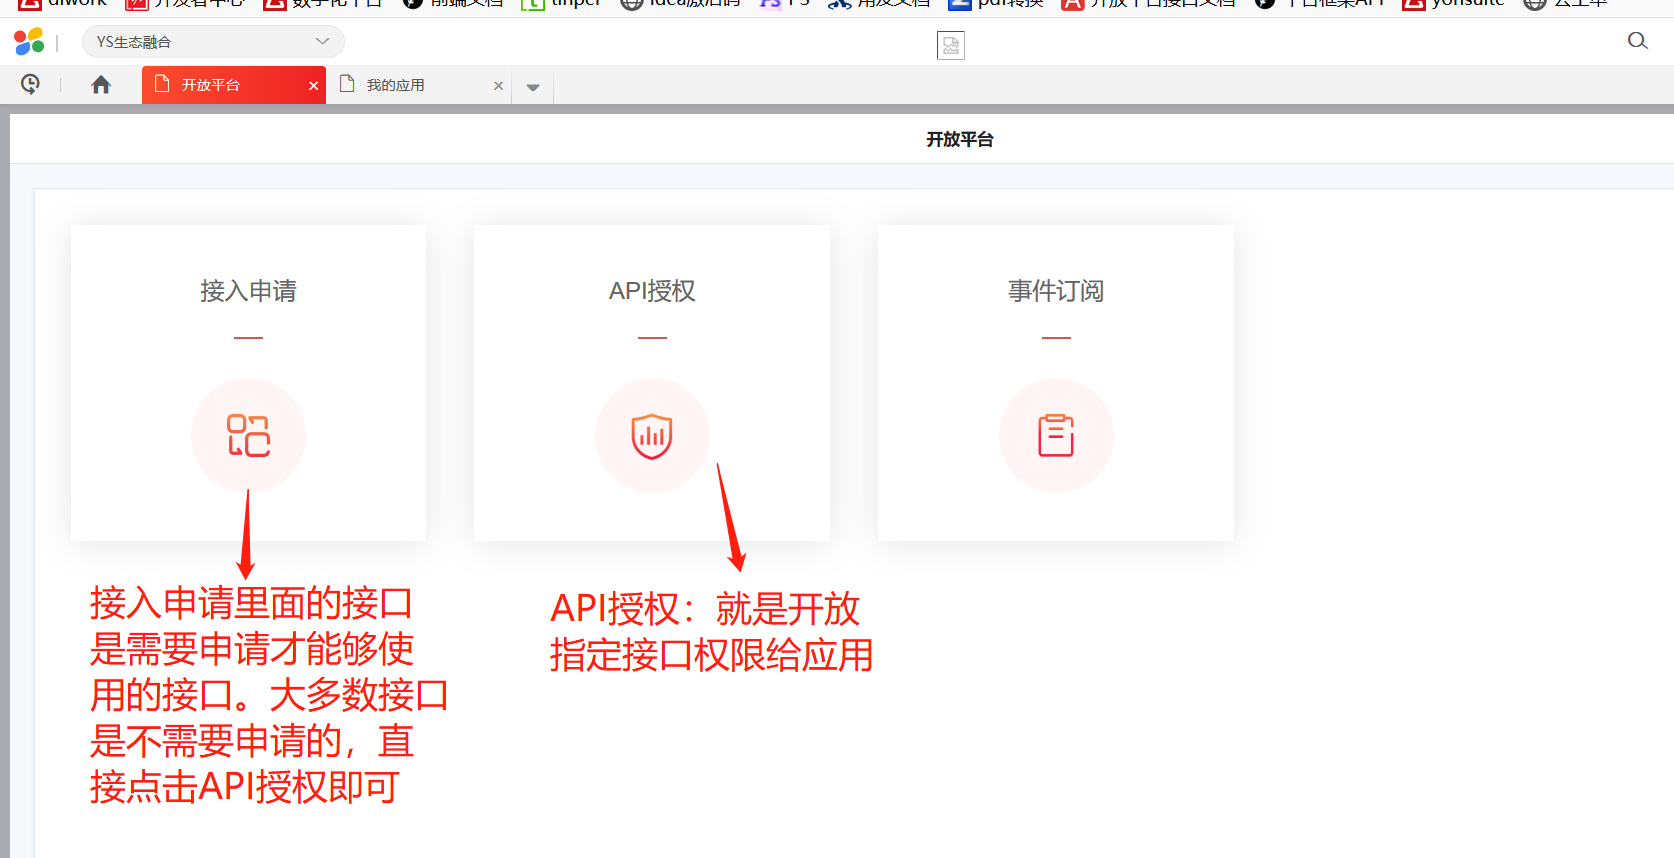 diwork 开发者中心 数字化平台 前端文档 tinper idea激活码 PS 用友文档 pdf转换 开放平台接口文档 平台框架API yonsuite
YS生态融合
开放平台 我的应用
开放平台
接入申请 API授权 事件订阅
接入申请里面的接口
是需要申请才能够使
用的接口。大多数接口
是不需要申请的，直
接点击API授权即可
API授权：就是开放
指定接口权限给应用